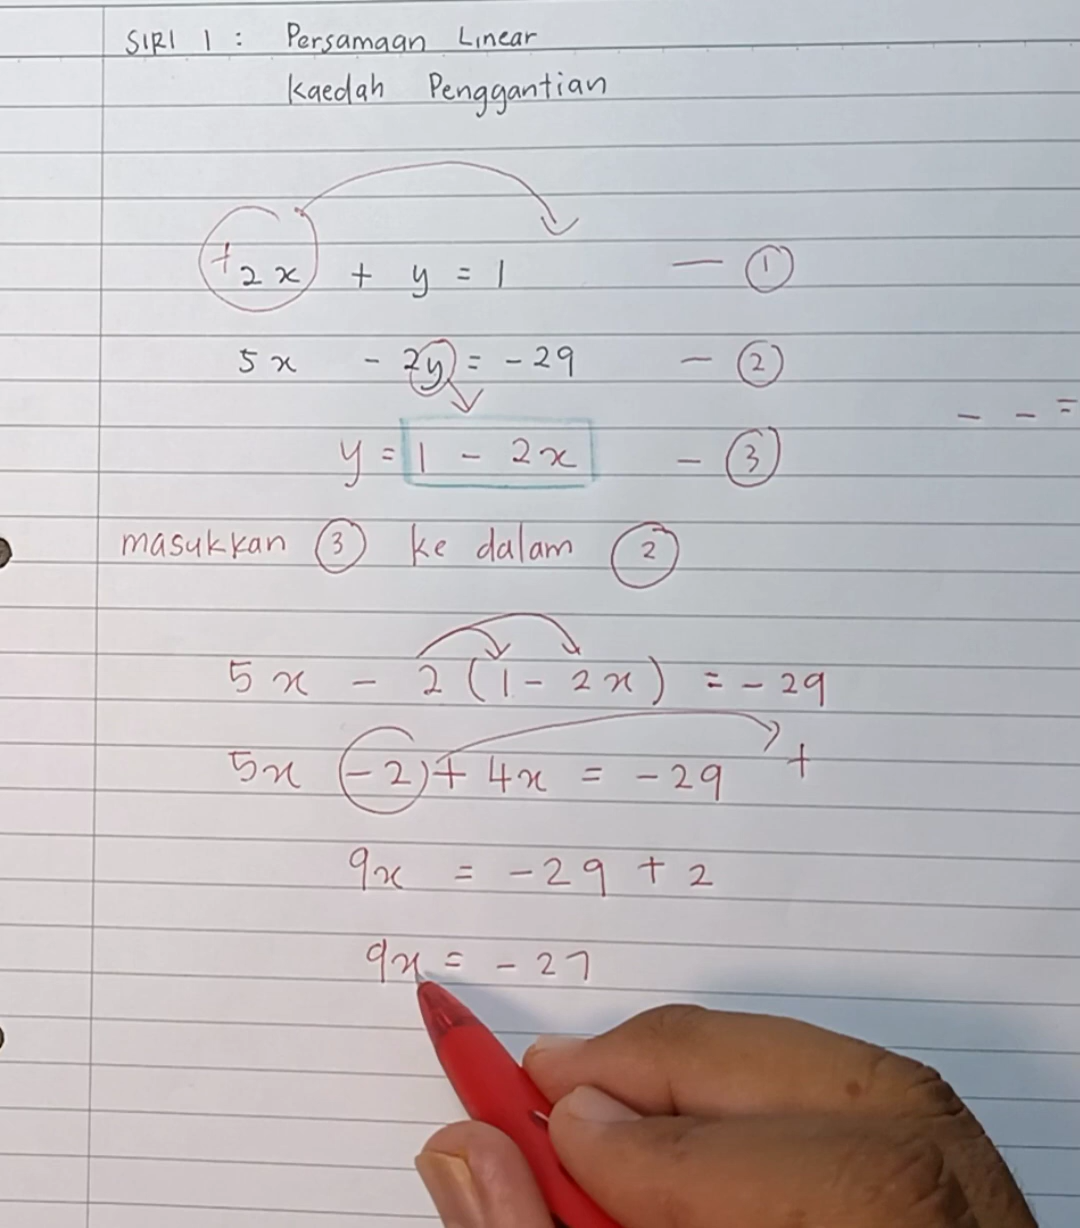 SIRI 1 : Persamaan Linear
Kaedah Penggantian
+2x + y = 1 — ①
5x - 2y = -29 — ②
- - =
y = 1 - 2x - ③
masukkan ③ ke dalam ②
5x - 2(1 - 2x) = -29
5x -2 + 4x = -29 +
9x = -29 + 2
9x = -27